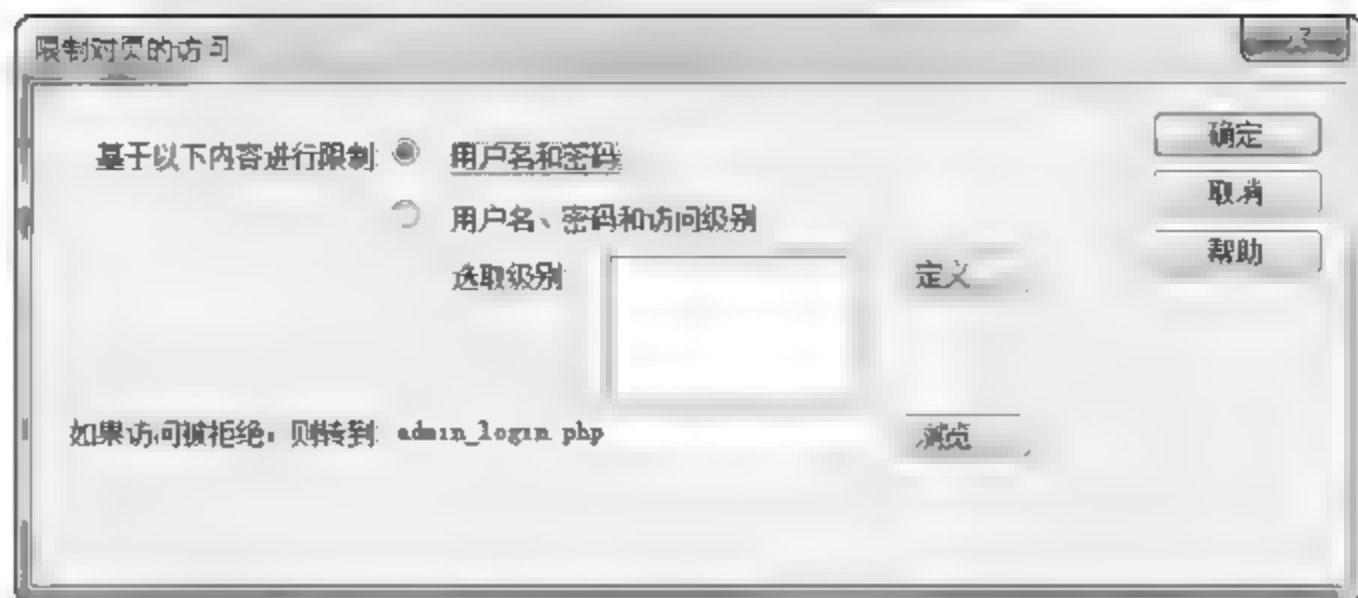 限制对页的访问
基于以下内容进行限制: 用户名和密码
用户名、密码和访问级别
选取级别:
定义
如果访问被拒绝,则转到: admin_login.php
浏览
确定
取消
帮助